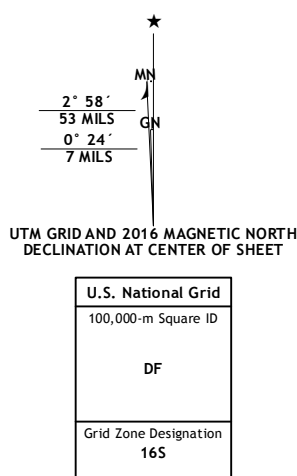 MN
2° 58´
53 MILS
GN
0° 24´
7 MILS
UTM GRID AND 2016 MAGNETIC NORTH
DECLINATION AT CENTER OF SHEET
U.S. National Grid
100,000-m Square ID
DF
Grid Zone Designation
16S